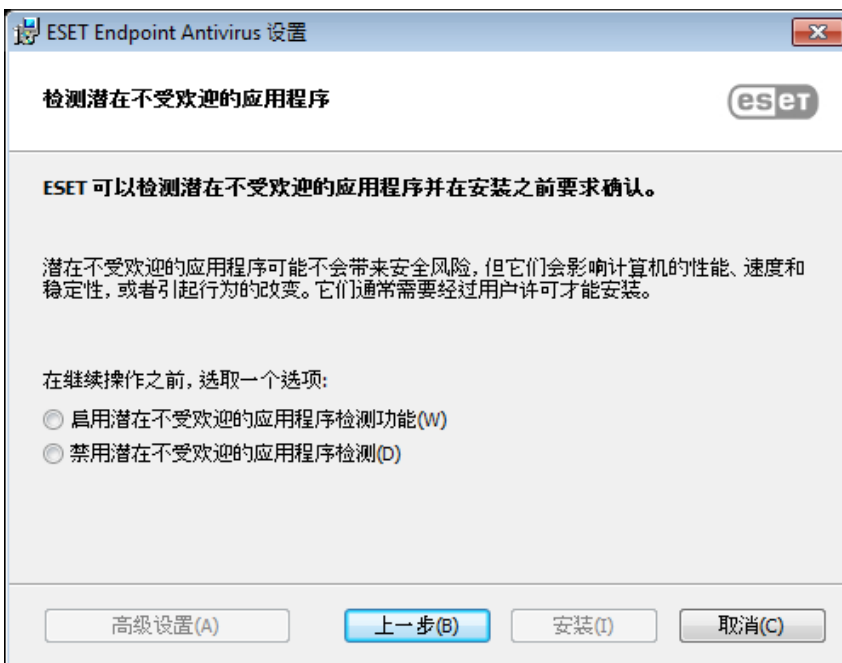 ESET Endpoint Antivirus 设置
检测潜在不受欢迎的应用程序
eseT
ESET 可以检测潜在不受欢迎的应用程序并在安装之前要求确认。
潜在不受欢迎的应用程序可能不会带来安全风险, 但它们会影响计算机的性能、速度和
稳定性, 或者引起行为的改变。它们通常需要经过用户许可才能安装。
在继续操作之前, 选取一个选项:
启用潜在不受欢迎的应用程序检测功能(W)
禁用潜在不受欢迎的应用程序检测(D)
高级设置(A)
上一步(B)
安装(I)
取消(C)